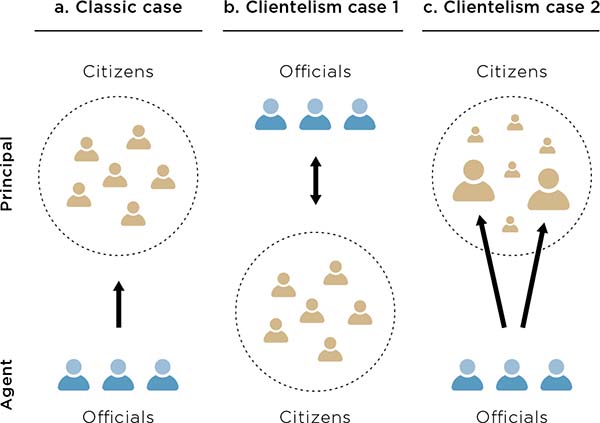 a. Classic case
b. Clientelism case 1
c. Clientelism case 2
Citizens
Officials
Citizens
Principal
Agent
Officials
Citizens
Officials